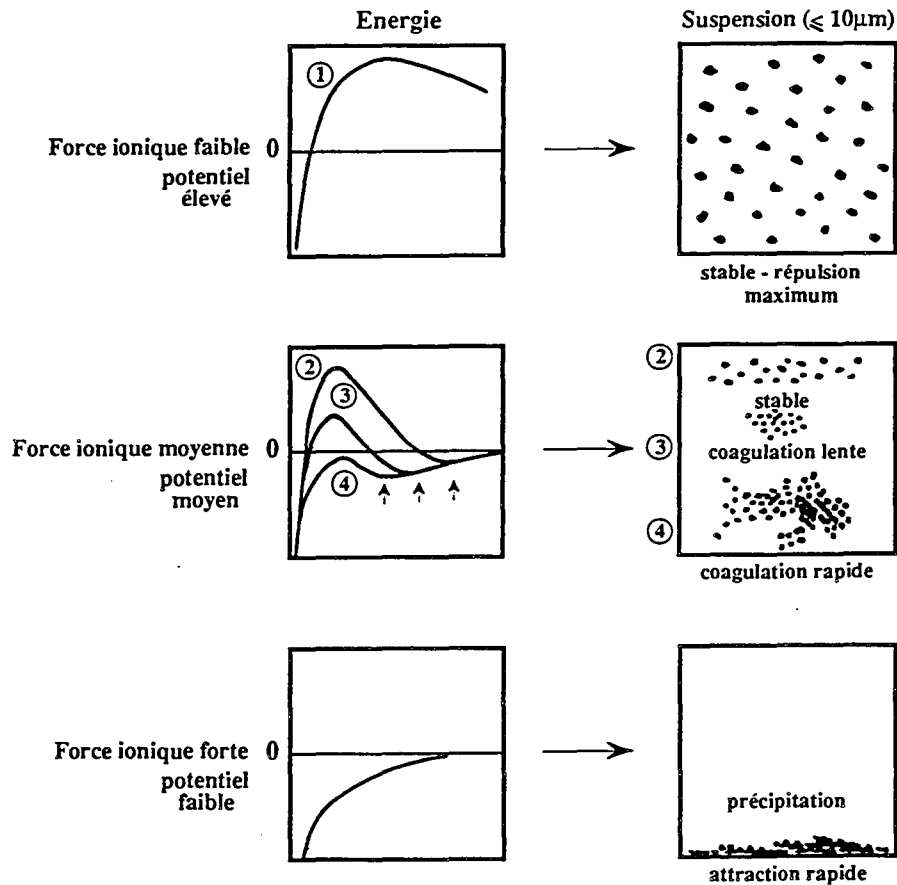 Energie
Suspension (⩽ 10µm)
①
Force ionique faible
potentiel
élevé
0
stable - répulsion
maximum
②
③
④
Force ionique moyenne
potentiel
moyen
0
②
stable
③
coagulation lente
④
coagulation rapide
Force ionique forte
potentiel
faible
0
précipitation
attraction rapide